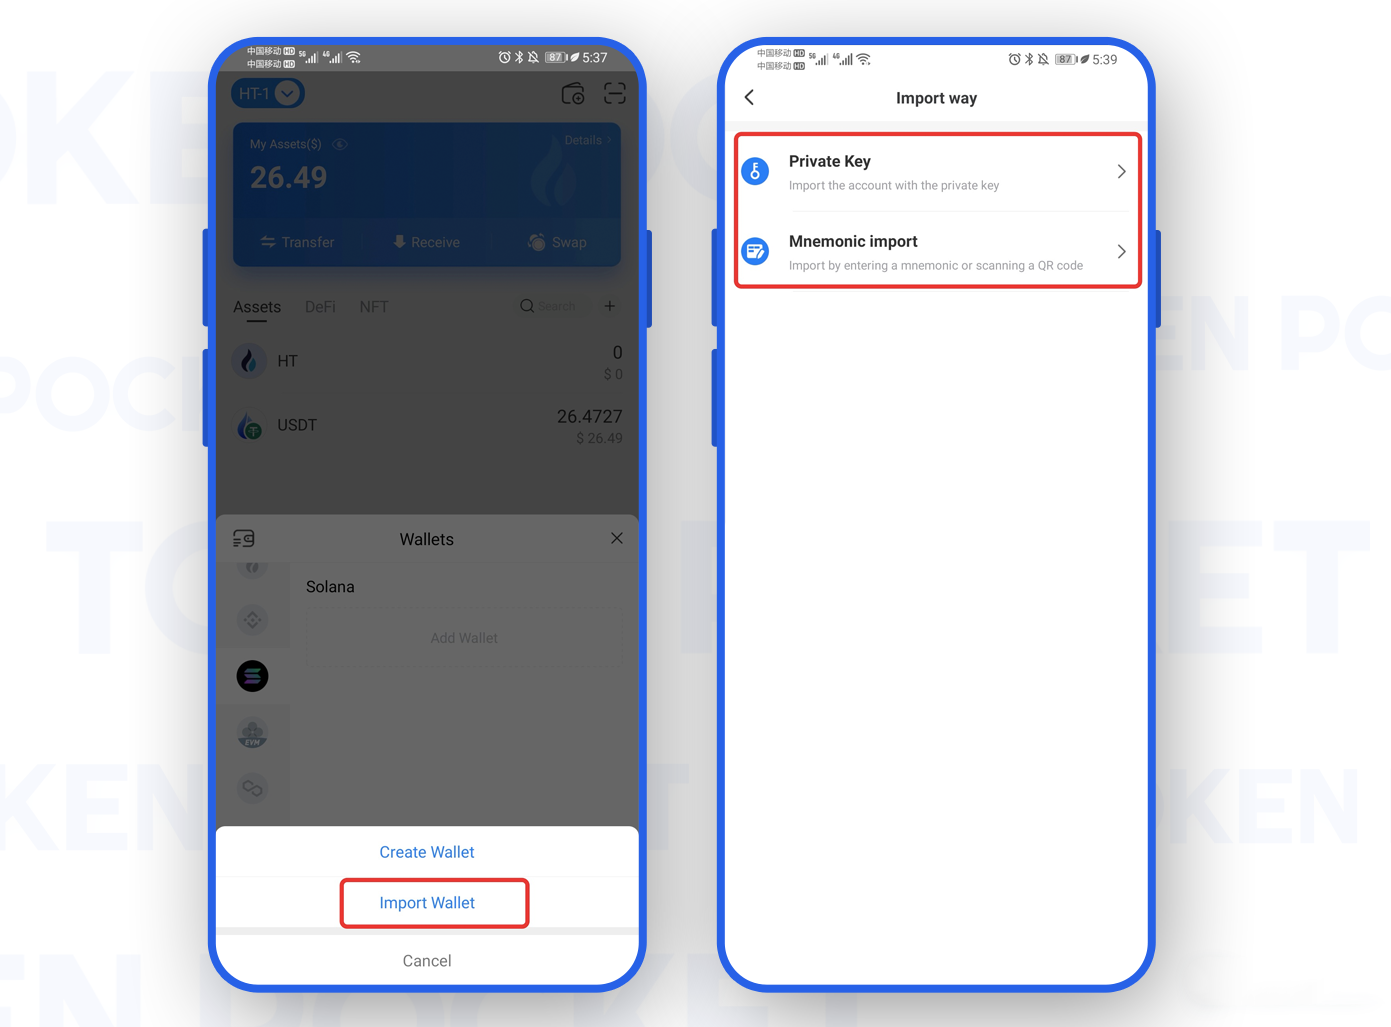 中国移动 HD 5G 4G 87 5:37
中国移动 HD
HT-1
My Assets($)
Details
26.49
Transfer
Receive
Swap
Assets
DeFi
NFT
Search
HT
0
$ 0
USDT
26.4727
$ 26.49
Wallets
Solana
Add Wallet
EVM
Create Wallet
Import Wallet
Cancel
中国移动 HD 5G 4G 87 5:39
中国移动 HD
Import way
Private Key
Import the account with the private key
Mnemonic import
Import by entering a mnemonic or scanning a QR code